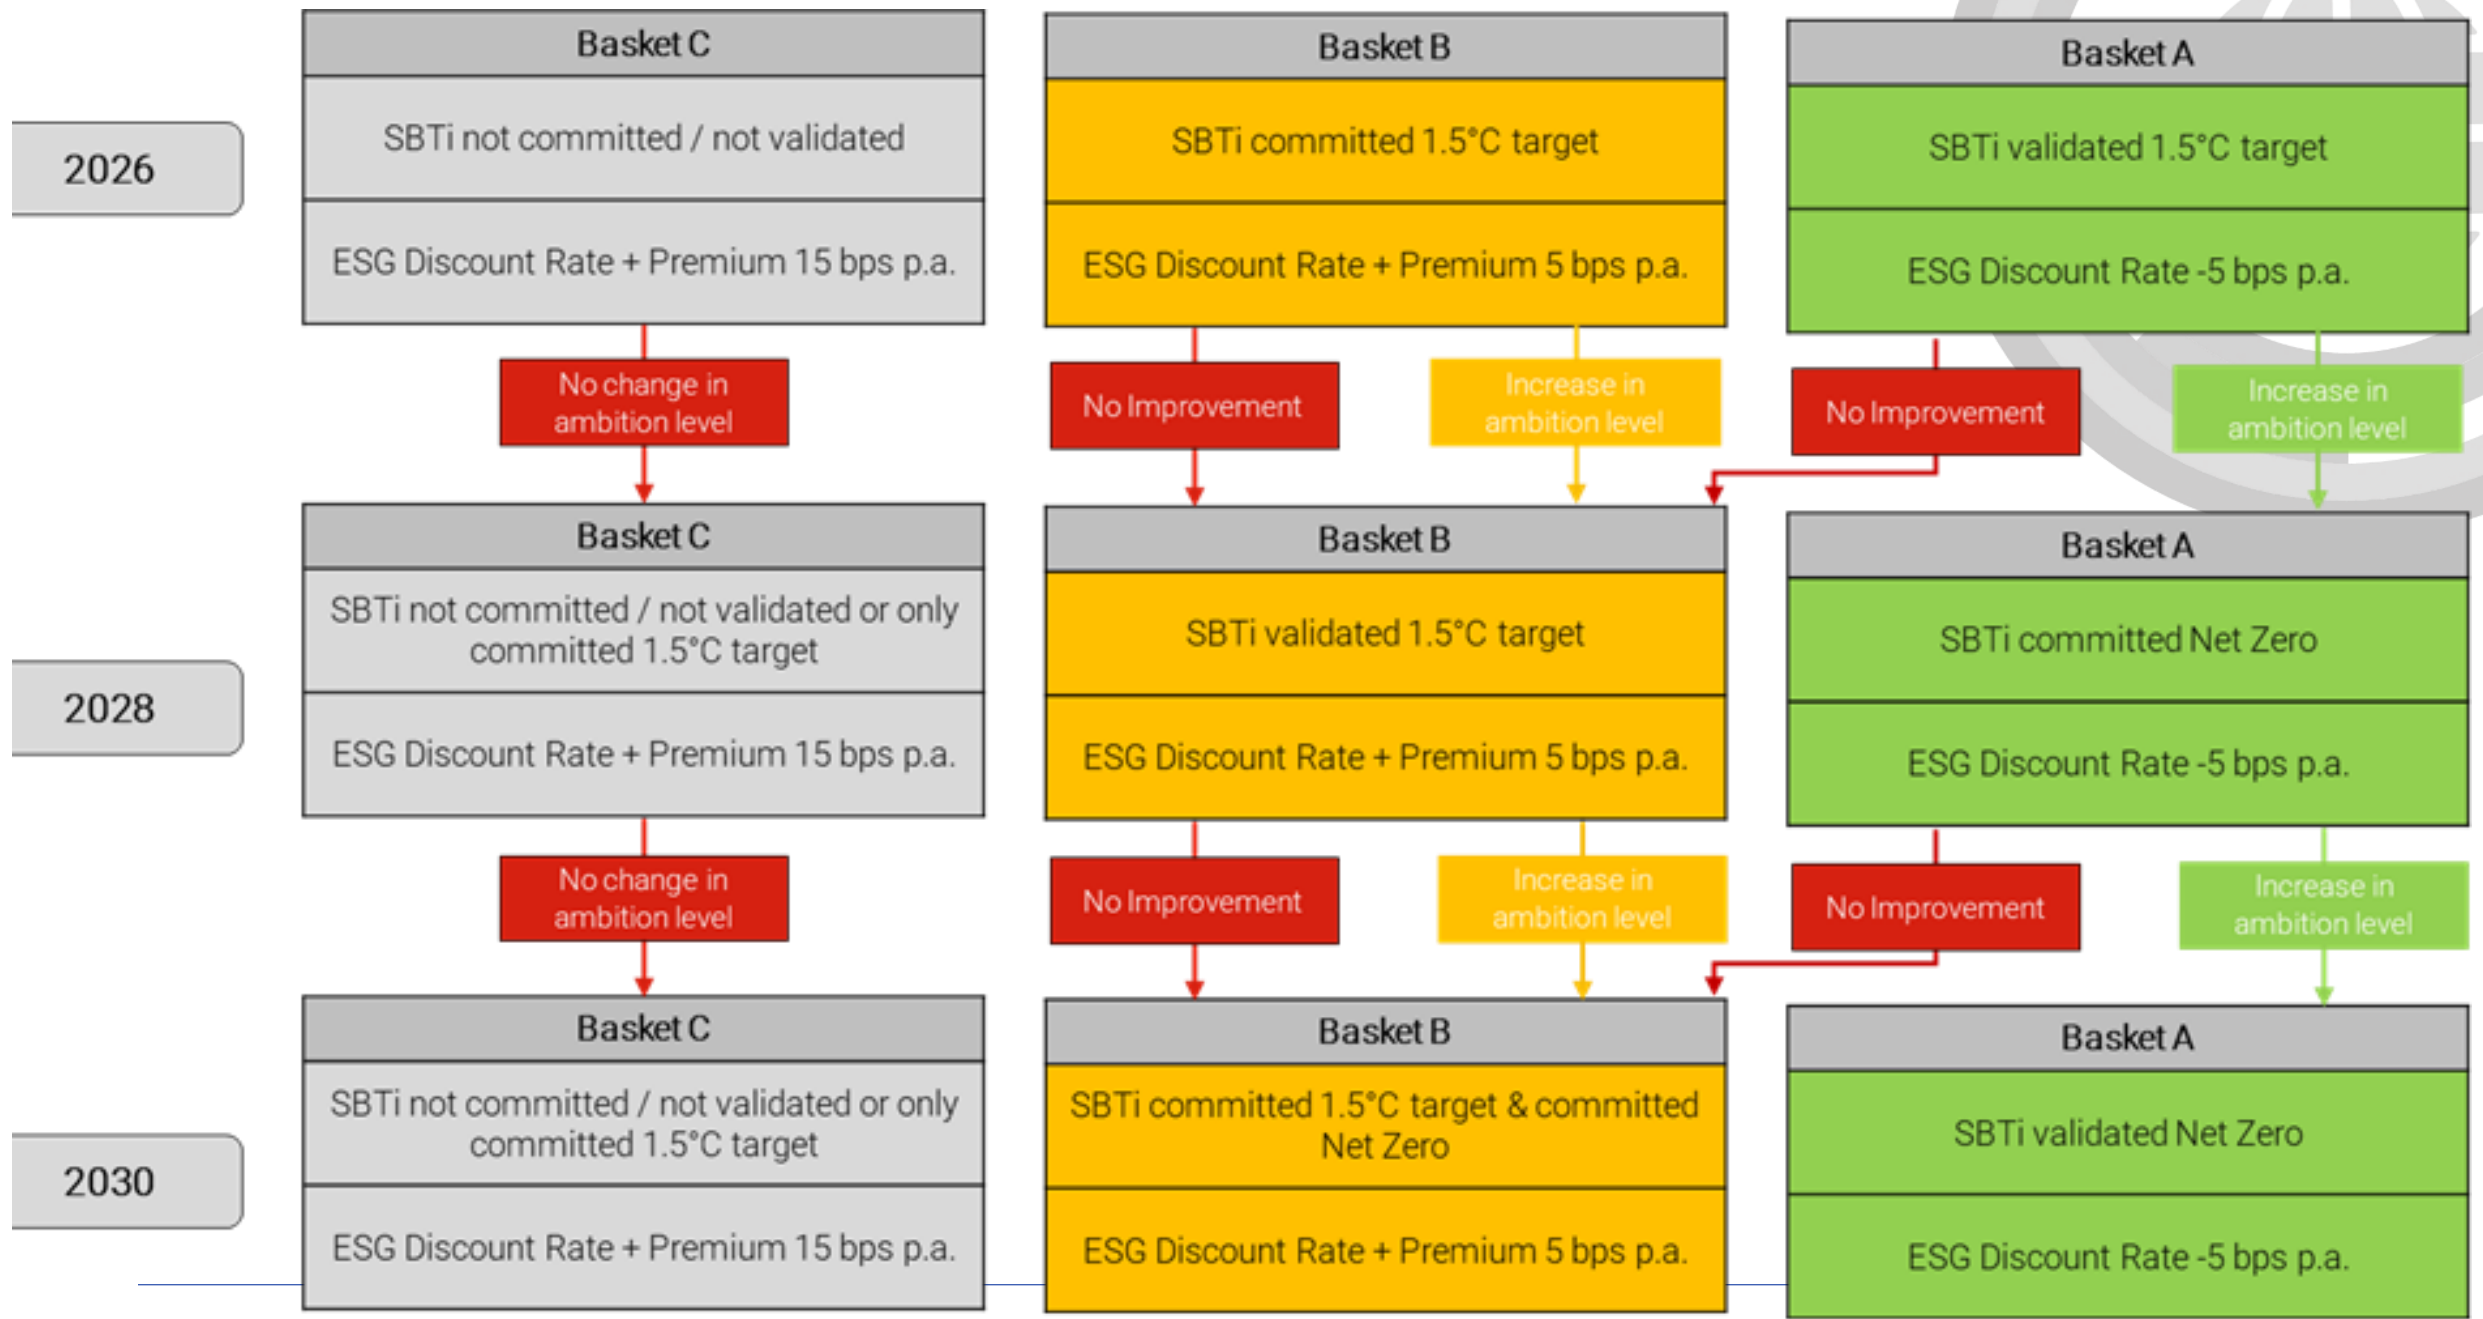 Basket C
Basket B
Basket A
2026
SBTi not committed / not validated
SBTi committed 1.5°C target
SBTi validated 1.5°C target
ESG Discount Rate + Premium 15 bps p.a.
ESG Discount Rate + Premium 5 bps p.a.
ESG Discount Rate -5 bps p.a.
No change in
ambition level
No Improvement
Increase in
ambition level
No Improvement
Increase in
ambition level
Basket C
Basket B
Basket A
2028
SBTi not committed / not validated or only
committed 1.5°C target
SBTi validated 1.5°C target
SBTi committed Net Zero
ESG Discount Rate + Premium 15 bps p.a.
ESG Discount Rate + Premium 5 bps p.a.
ESG Discount Rate -5 bps p.a.
No change in
ambition level
No Improvement
Increase in
ambition level
No Improvement
Increase in
ambition level
Basket C
Basket B
Basket A
2030
SBTi not committed / not validated or only
committed 1.5°C target
SBTi committed 1.5°C target & committed
Net Zero
SBTi validated Net Zero
ESG Discount Rate + Premium 15 bps p.a.
ESG Discount Rate + Premium 5 bps p.a.
ESG Discount Rate -5 bps p.a.